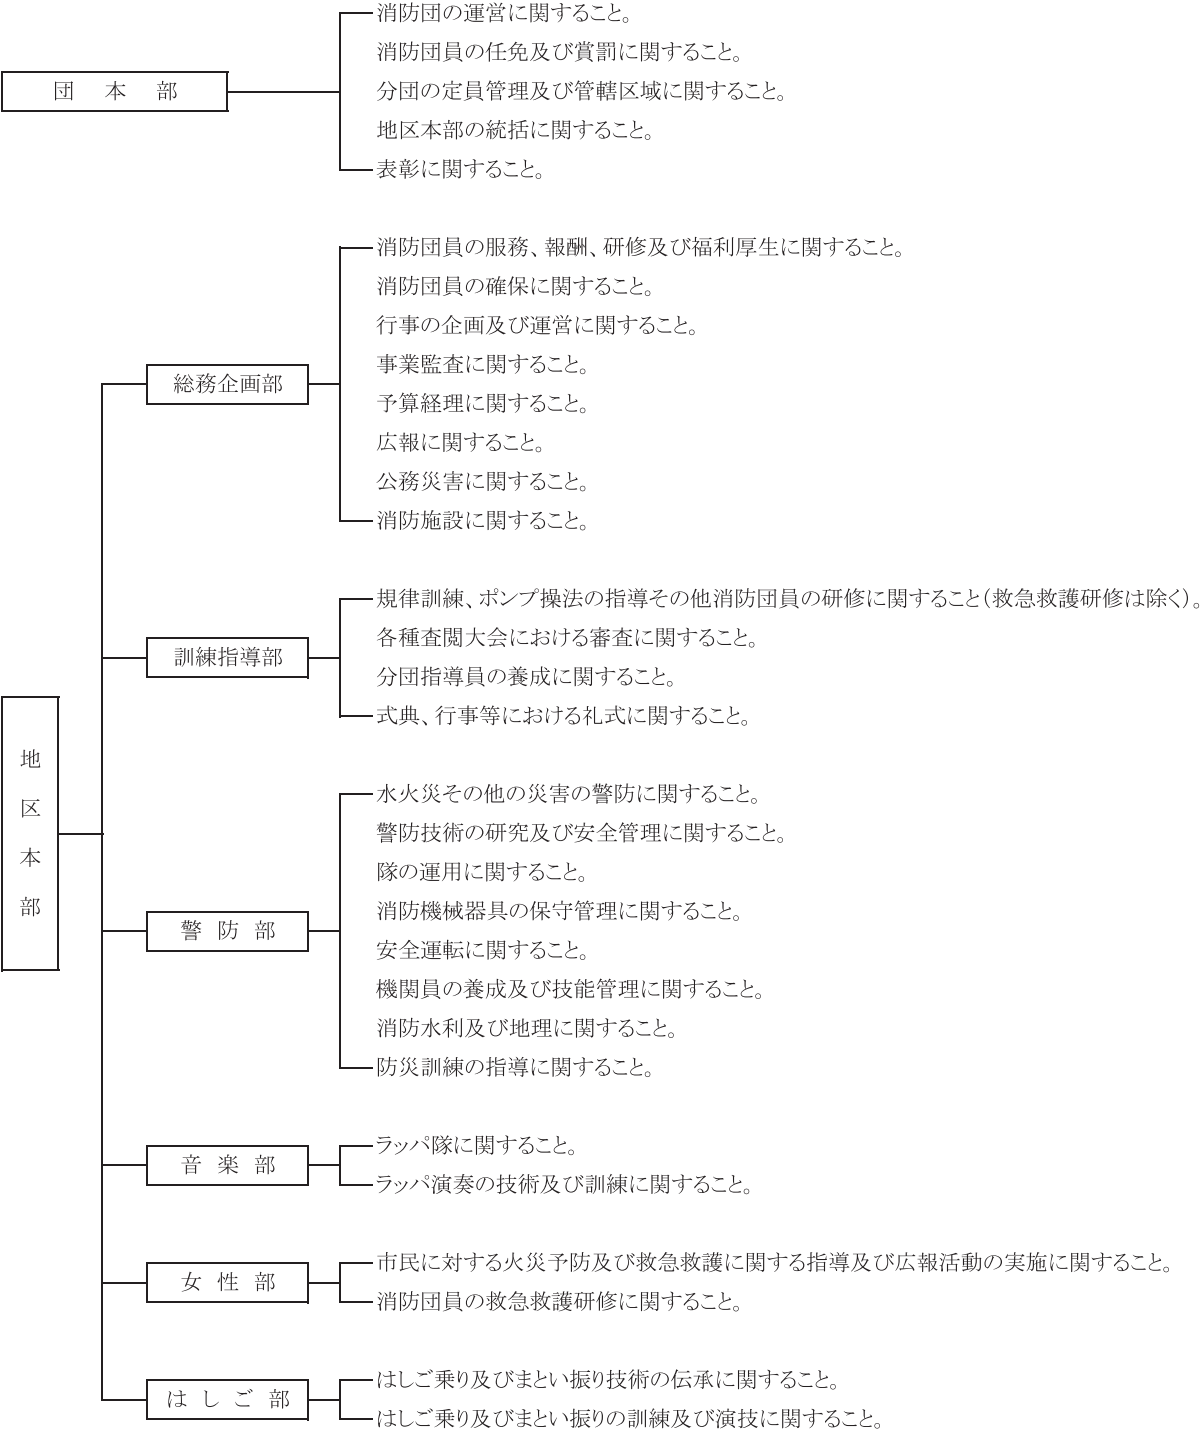 団本部
消防団の運営に関すること。
消防団員の任免及び賞罰に関すること。
分団の定員管理及び管轄区域に関すること。
地区本部の統括に関すること。
表彰に関すること。
地区本部
総務企画部
消防団員の服務、報酬、研修及び福利厚生に関すること。
消防団員の確保に関すること。
行事の企画及び運営に関すること。
事業監査に関すること。
予算経理に関すること。
広報に関すること。
公務災害に関すること。
消防施設に関すること。
訓練指導部
規律訓練、ポンプ操法の指導その他消防団員の研修に関すること（救急救護研修は除く）。
各種査閲大会における審査に関すること。
分団指導員の養成に関すること。
式典、行事等における礼式に関すること。
警防部
水火災その他の災害の警防に関すること。
警防技術の研究及び安全管理に関すること。
隊の運用に関すること。
消防機械器具の保守管理に関すること。
安全運転に関すること。
機関員の養成及び技能管理に関すること。
消防水利及び地理に関すること。
防災訓練の指導に関すること。
音楽部
ラッパ隊に関すること。
ラッパ演奏の技術及び訓練に関すること。
女性部
市民に対する火災予防及び救急救護に関する指導及び広報活動の実施に関すること。
消防団員の救急救護研修に関すること。
はしご部
はしご乗り及びまとい振り技術の伝承に関すること。
はしご乗り及びまとい振りの訓練及び演技に関すること。